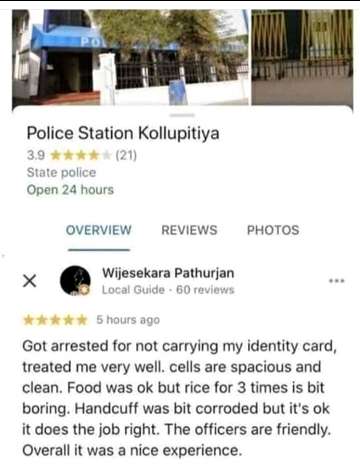 PO
Police Station Kollupitiya
3.9 ★★★★★ (21)
State police
Open 24 hours
OVERVIEW REVIEWS PHOTOS
Wijesekara Pathurjan
Local Guide · 60 reviews
★★★★★ 5 hours ago
Got arrested for not carrying my identity card,
treated me very well. cells are spacious and
clean. Food was ok but rice for 3 times is bit
boring. Handcuff was bit corroded but it's ok
it does the job right. The officers are friendly.
Overall it was a nice experience.